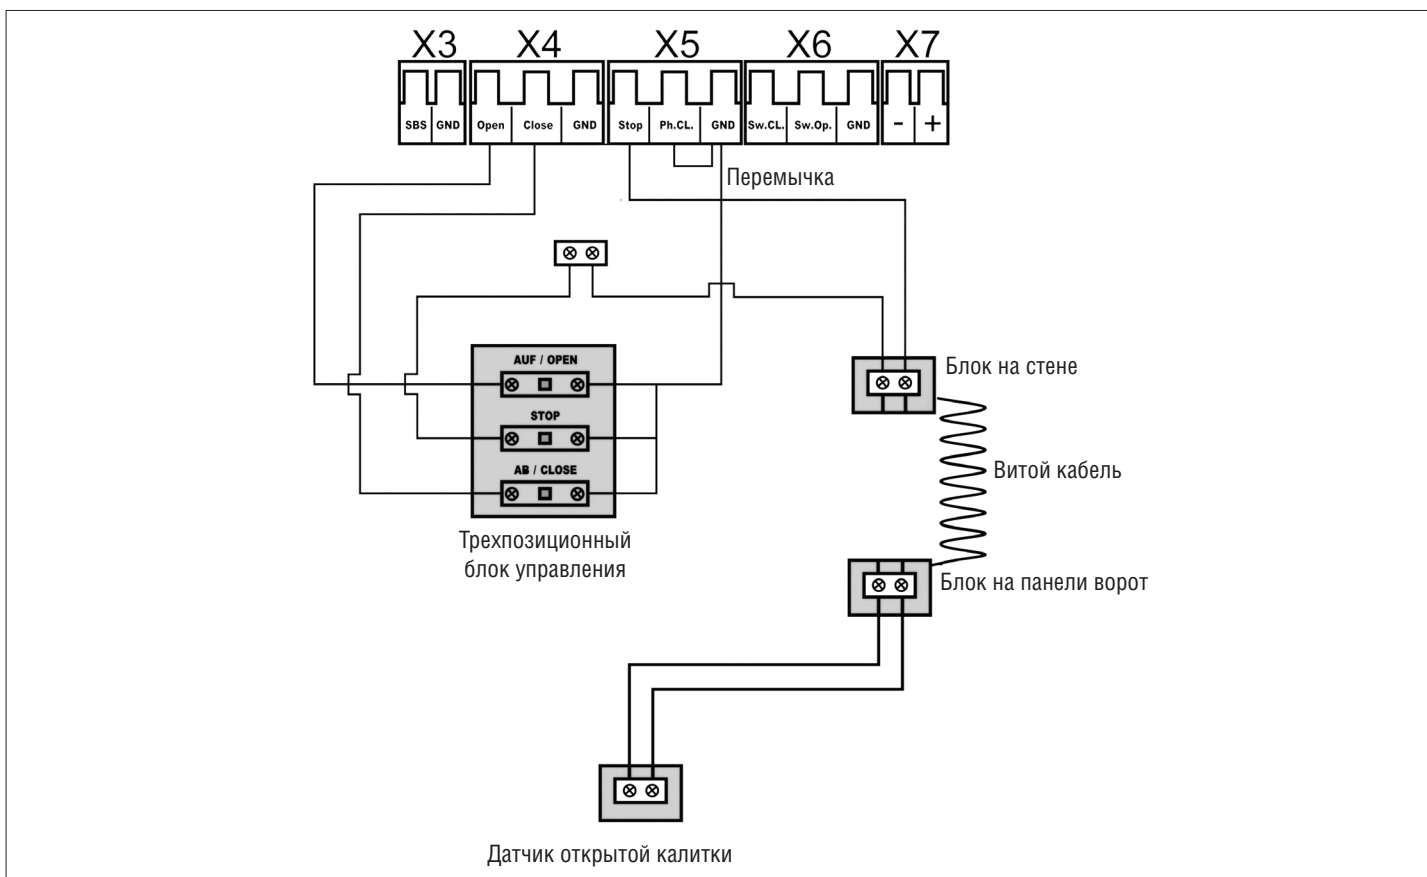 X3 X4 X5 X6 X7
SBS GND Open Close GND Stop Ph.CL. GND Sw.CL. Sw.Op. GND - +
Перемычка
AUF / OPEN
STOP
AB / CLOSE
Трехпозиционный
блок управления
Блок на стене
Витой кабель
Блок на панели ворот
Датчик открытой калитки